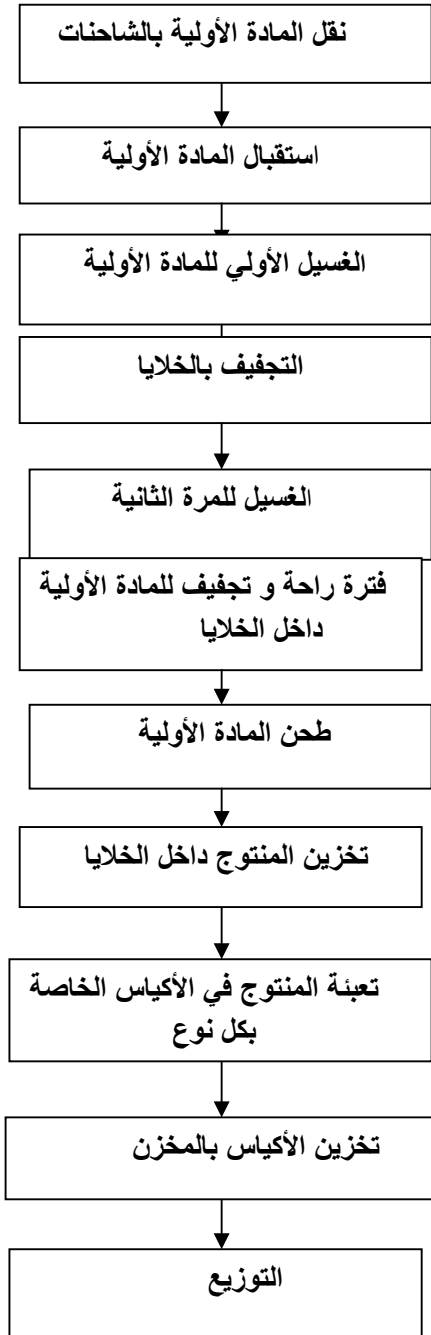 نقل المادة الأولية بالشاحنات
استقبال المادة الأولية
الغسيل الأولي للمادة الأولية
التجفيف بالخلايا
الغسيل للمرة الثانية
فترة راحة و تجفيف للمادة الأولية
داخل الخلايا
طحن المادة الأولية
تخزين المنتوج داخل الخلايا
تعبئة المنتوج في الأكياس الخاصة
بكل نوع
تخزين الأكياس بالمخزن
التوزيع